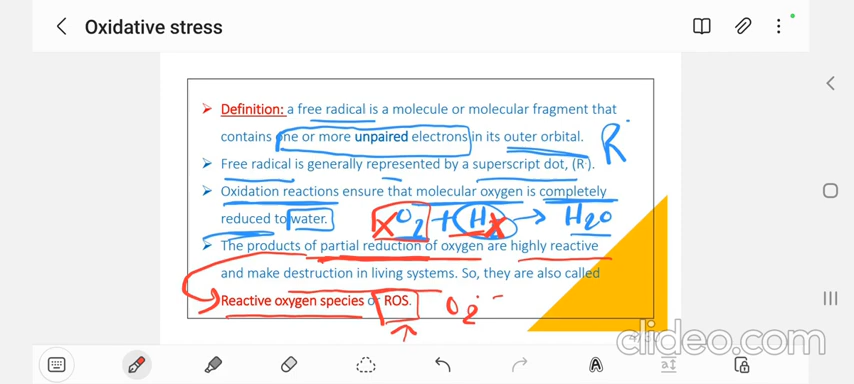 Oxidative stress
➤ Definition: a free radical is a molecule or molecular fragment that
contains one or more unpaired electrons in its outer orbital.
R˙
➤ Free radical is generally represented by a superscript dot, (R˙).
➤ Oxidation reactions ensure that molecular oxygen is completely
reduced to water.
O2 + H2 → H2O
➤ The products of partial reduction of oxygen are highly reactive
and make destruction in living systems. So, they are also called
Reactive oxygen species or ROS.
O2˙⁻
clideo.com